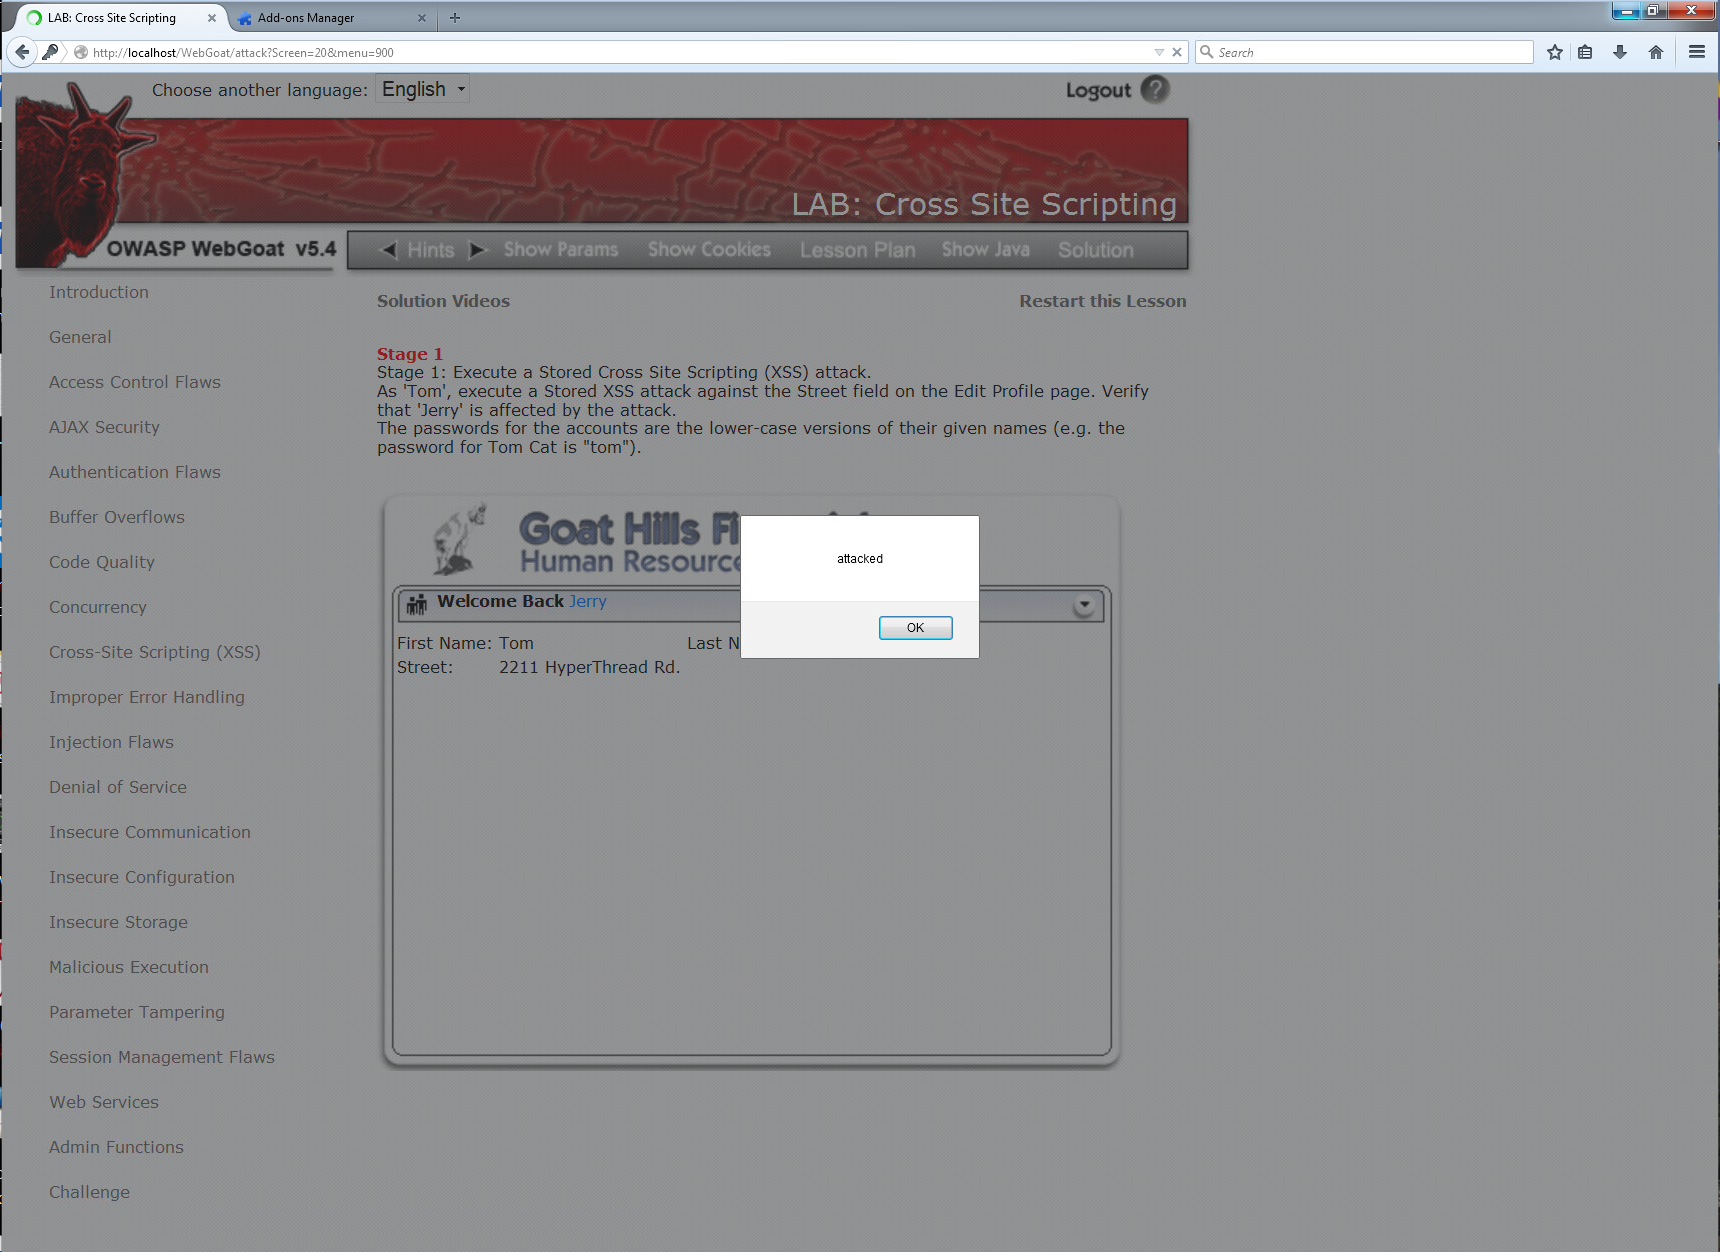 LAB: Cross Site Scripting
Add-ons Manager
http://localhost/WebGoat/attack?Screen=20&menu=900
Search
Choose another language: English
Logout ?
LAB: Cross Site Scripting
OWASP WebGoat v5.4
Hints
Show Params
Show Cookies
Lesson Plan
Show Java
Solution
Introduction
General
Access Control Flaws
AJAX Security
Authentication Flaws
Buffer Overflows
Code Quality
Concurrency
Cross-Site Scripting (XSS)
Improper Error Handling
Injection Flaws
Denial of Service
Insecure Communication
Insecure Configuration
Insecure Storage
Malicious Execution
Parameter Tampering
Session Management Flaws
Web Services
Admin Functions
Challenge
Solution Videos
Restart this Lesson
Stage 1
Stage 1: Execute a Stored Cross Site Scripting (XSS) attack.
As 'Tom', execute a Stored XSS attack against the Street field on the Edit Profile page. Verify
that 'Jerry' is affected by the attack.
The passwords for the accounts are the lower-case versions of their given names (e.g. the
password for Tom Cat is "tom").
Goat Hills
Human
Welcome Back Jerry
First Name: Tom
Last N
Street: 2211 HyperThread Rd.
attacked
OK